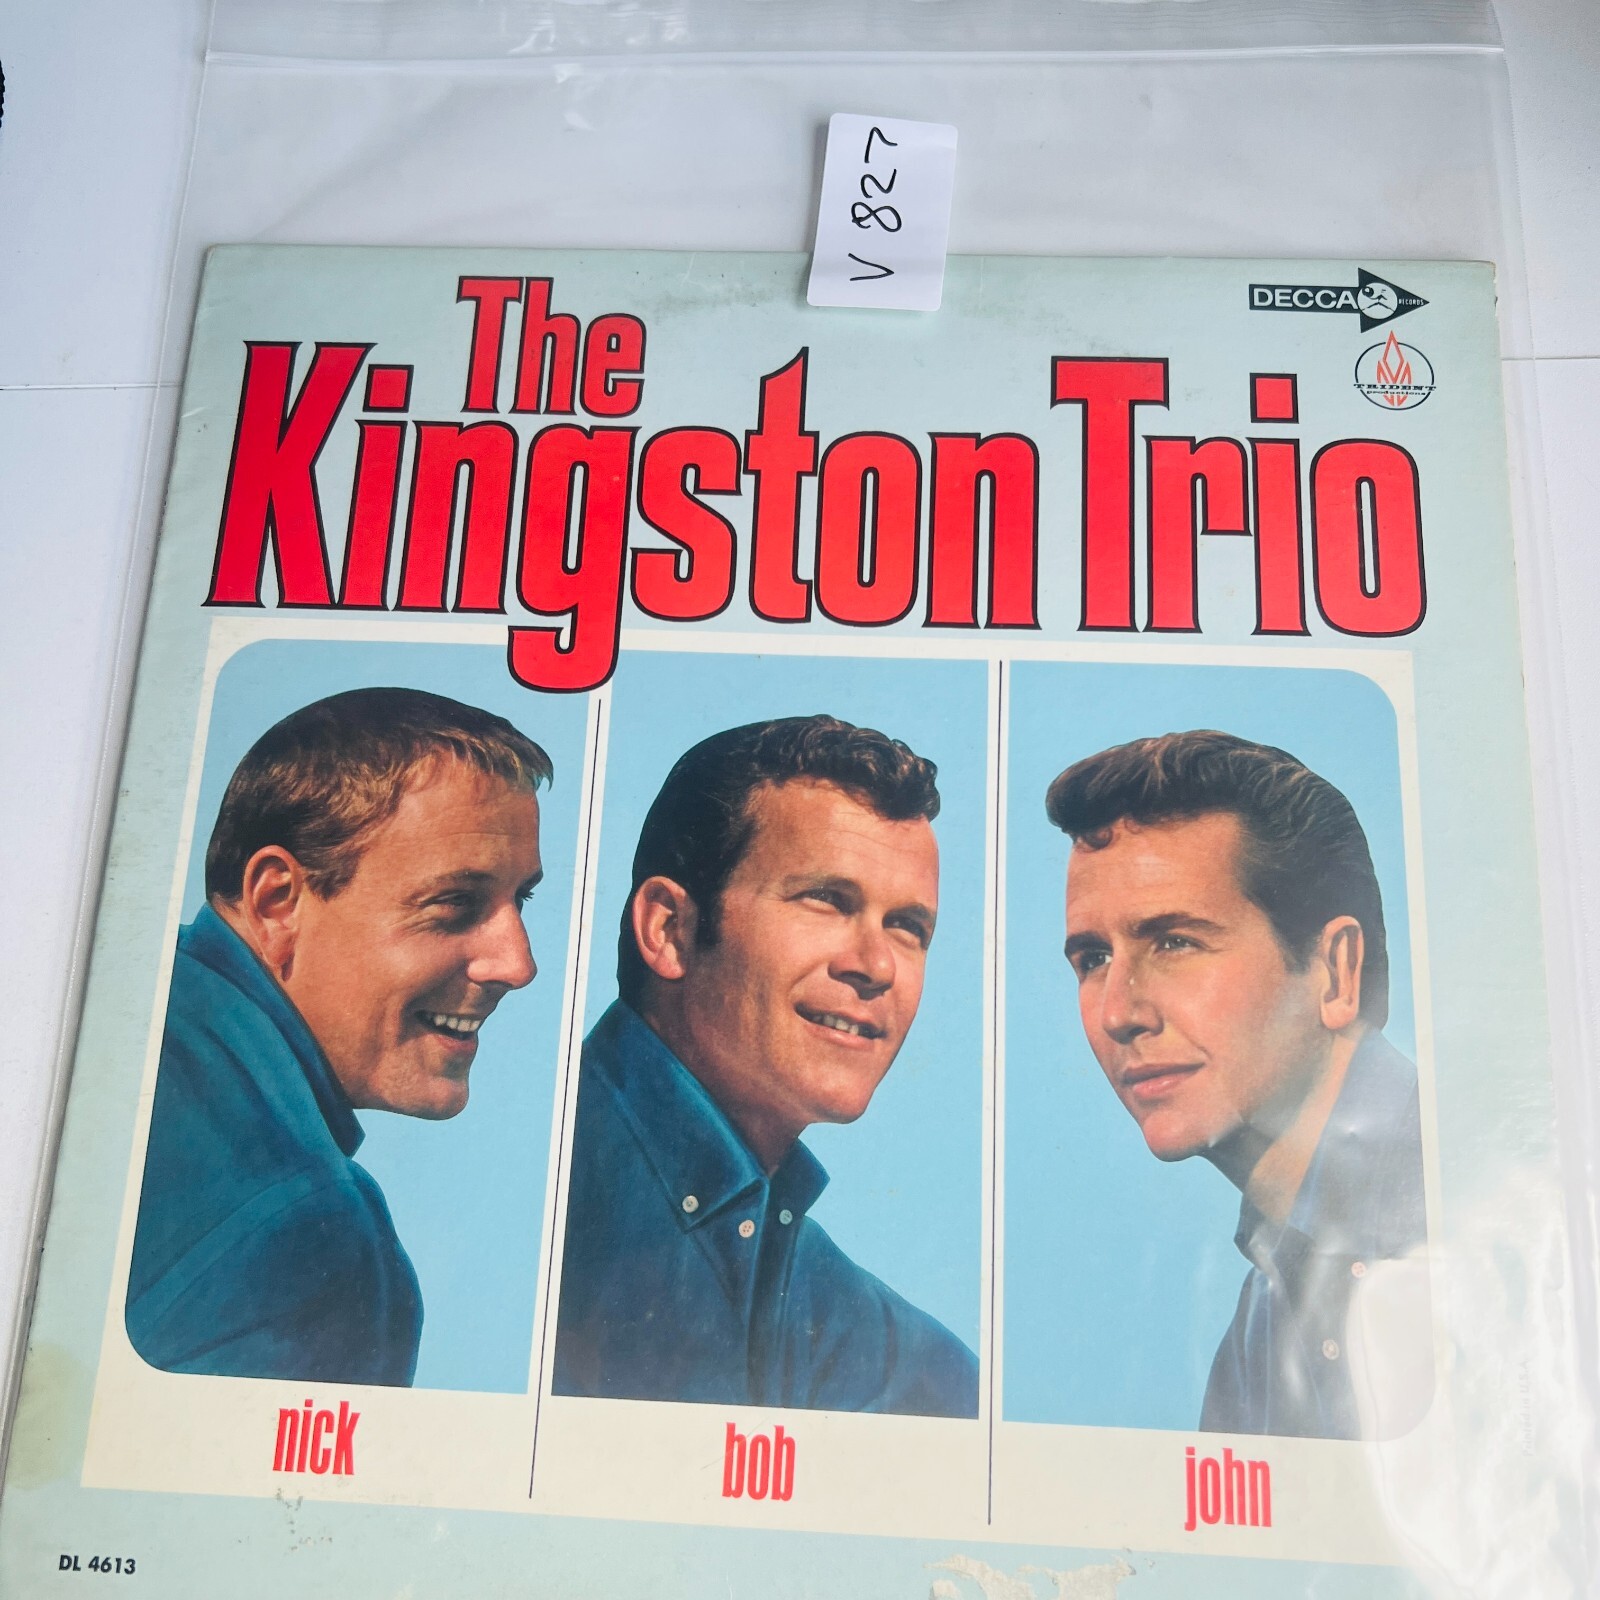 V 827
DECCA RECORDS
TRIDENT
productions
The
Kingston Trio
nick
bob
john
DL 4613